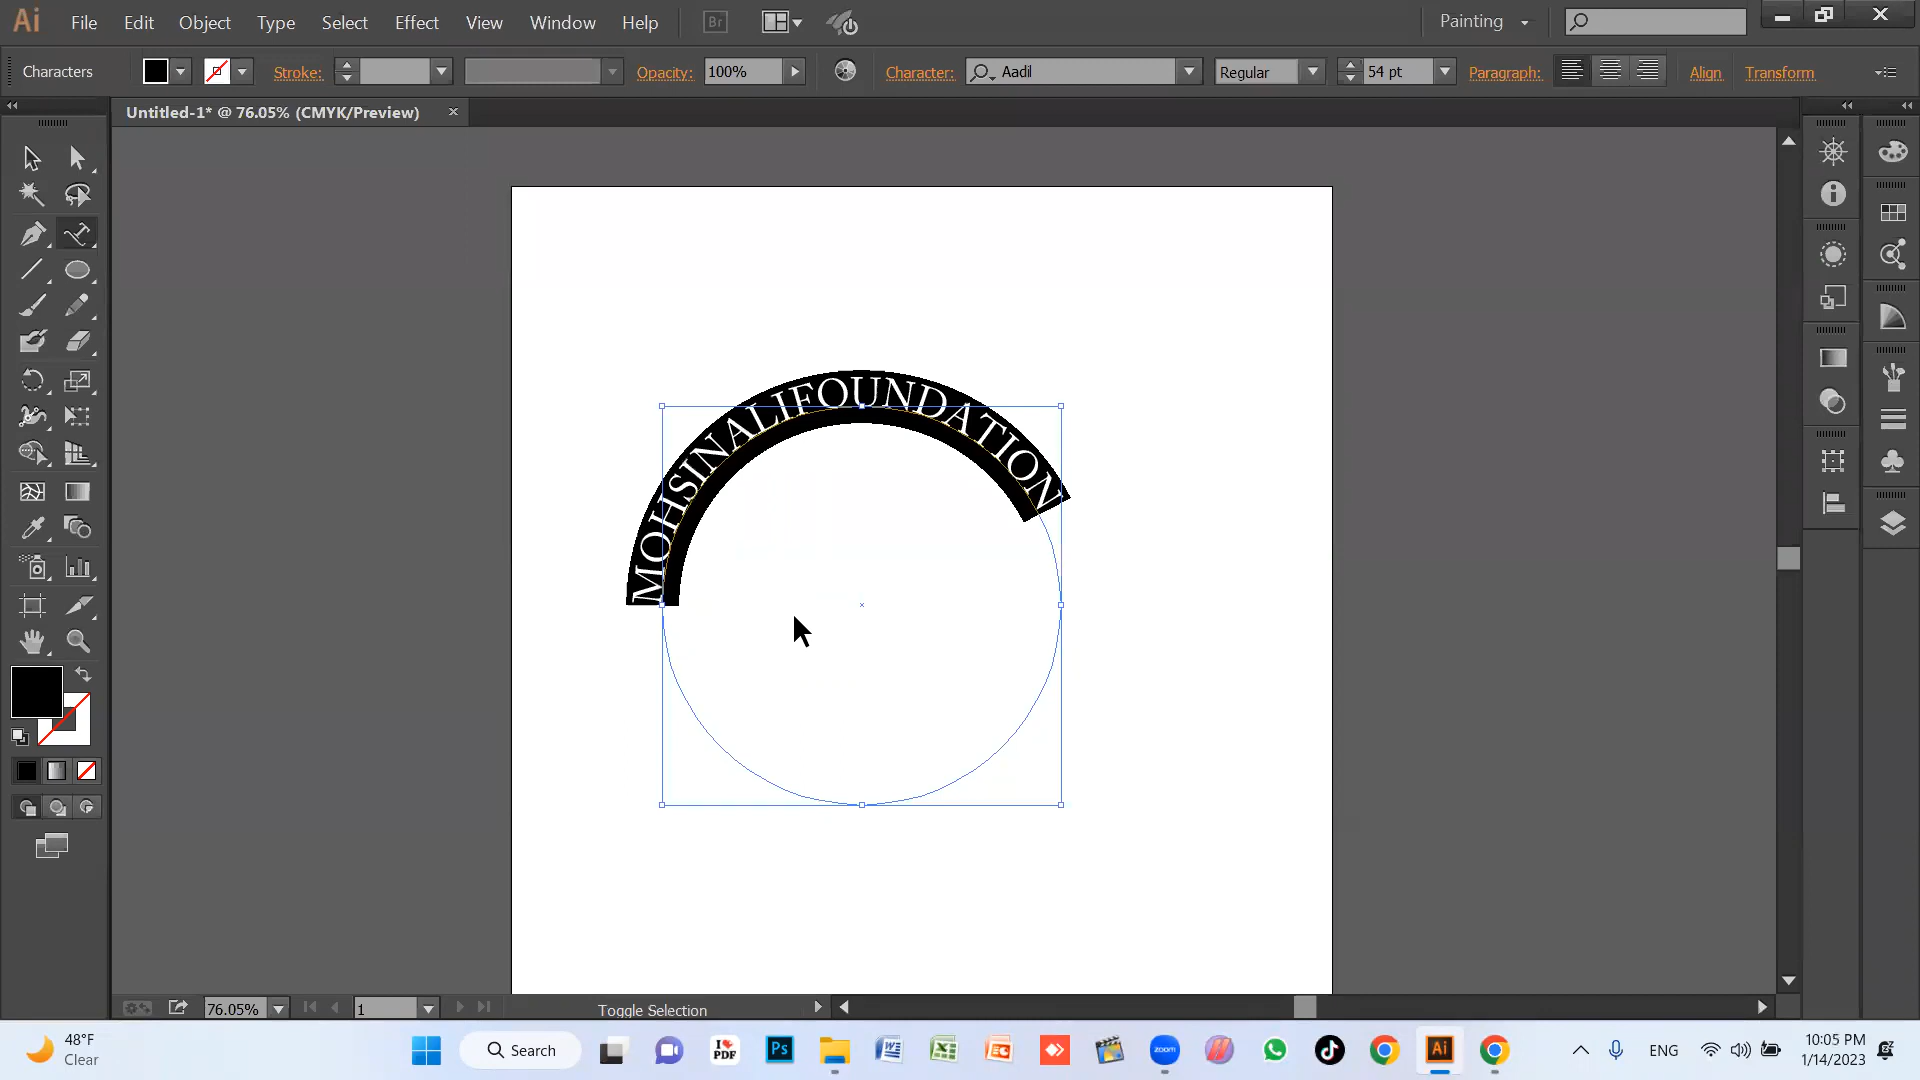 Ai File Edit Object Type Select Effect View Window Help Br Painting
Characters Stroke: Opacity: 100% Character: Aadil Regular 54 pt Paragraph: Align Transform
Untitled-1* @ 76.05% (CMYK/Preview)
MOHSINALIFOUNDATION
76.05% 1 Toggle Selection
48°F
Clear
Search
I PDF
Ps
zoom
Ai
ENG
10:05 PM
1/14/2023